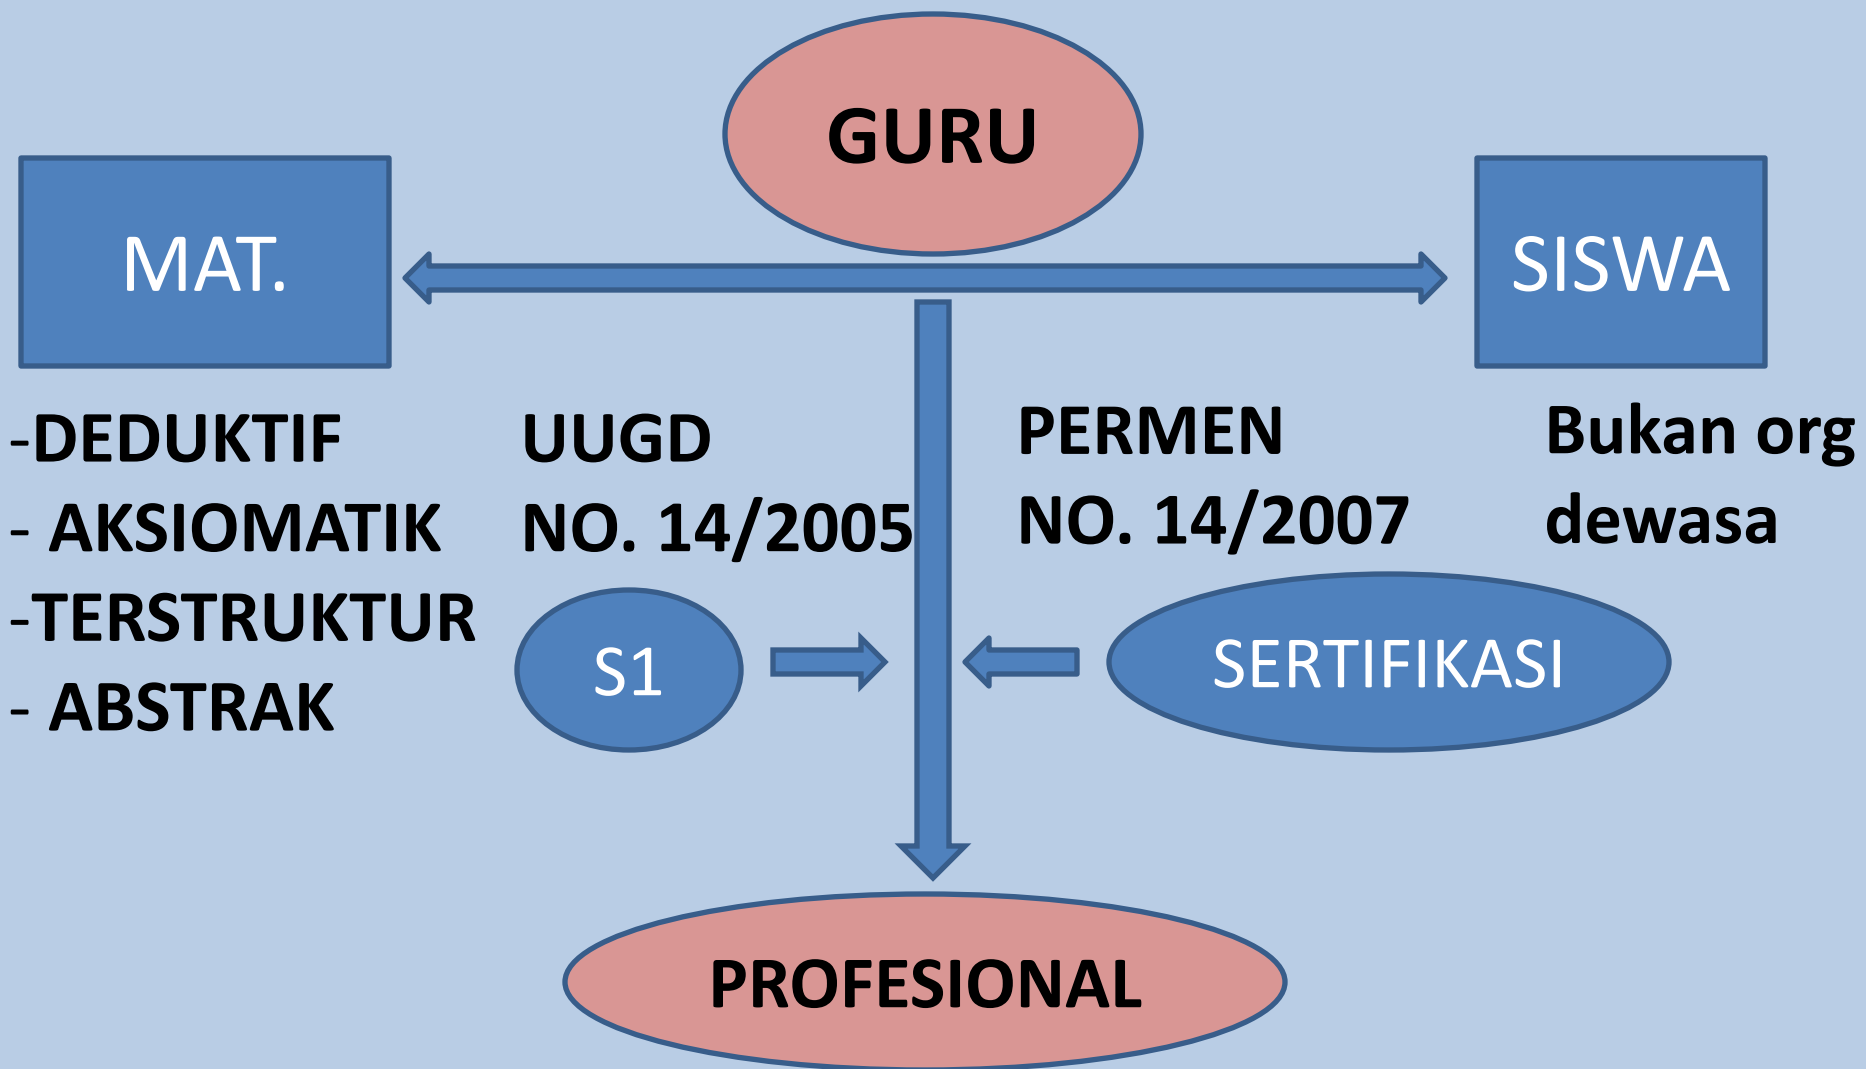 GURU
MAT.
SISWA
-DEDUKTIF
- AKSIOMATIK
-TERSTRUKTUR
- ABSTRAK
UUGD
NO. 14/2005
PERMEN
NO. 14/2007
Bukan org
dewasa
S1
SERTIFIKASI
PROFESIONAL